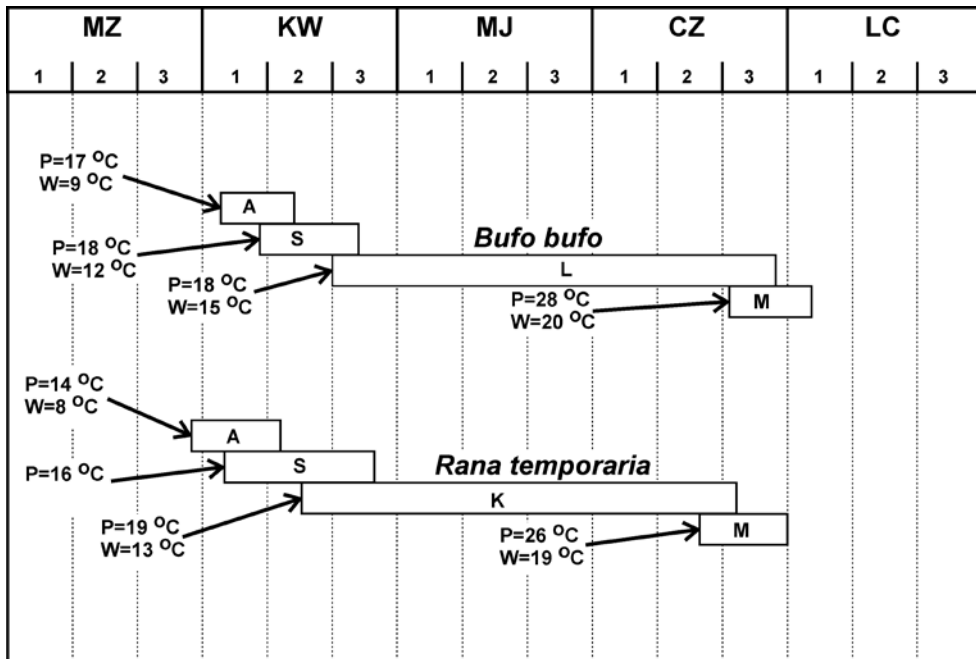 MZ KW MJ CZ LC
1 2 3 1 2 3 1 2 3 1 2 3 1 2 3
P=17 °C
W=9 °C
A
P=18 °C
W=12 °C
S
Bufo bufo
P=18 °C
W=15 °C
L
P=28 °C
W=20 °C
M
P=14 °C
W=8 °C
A
P=16 °C
S
Rana temporaria
P=19 °C
W=13 °C
K
P=26 °C
W=19 °C
M